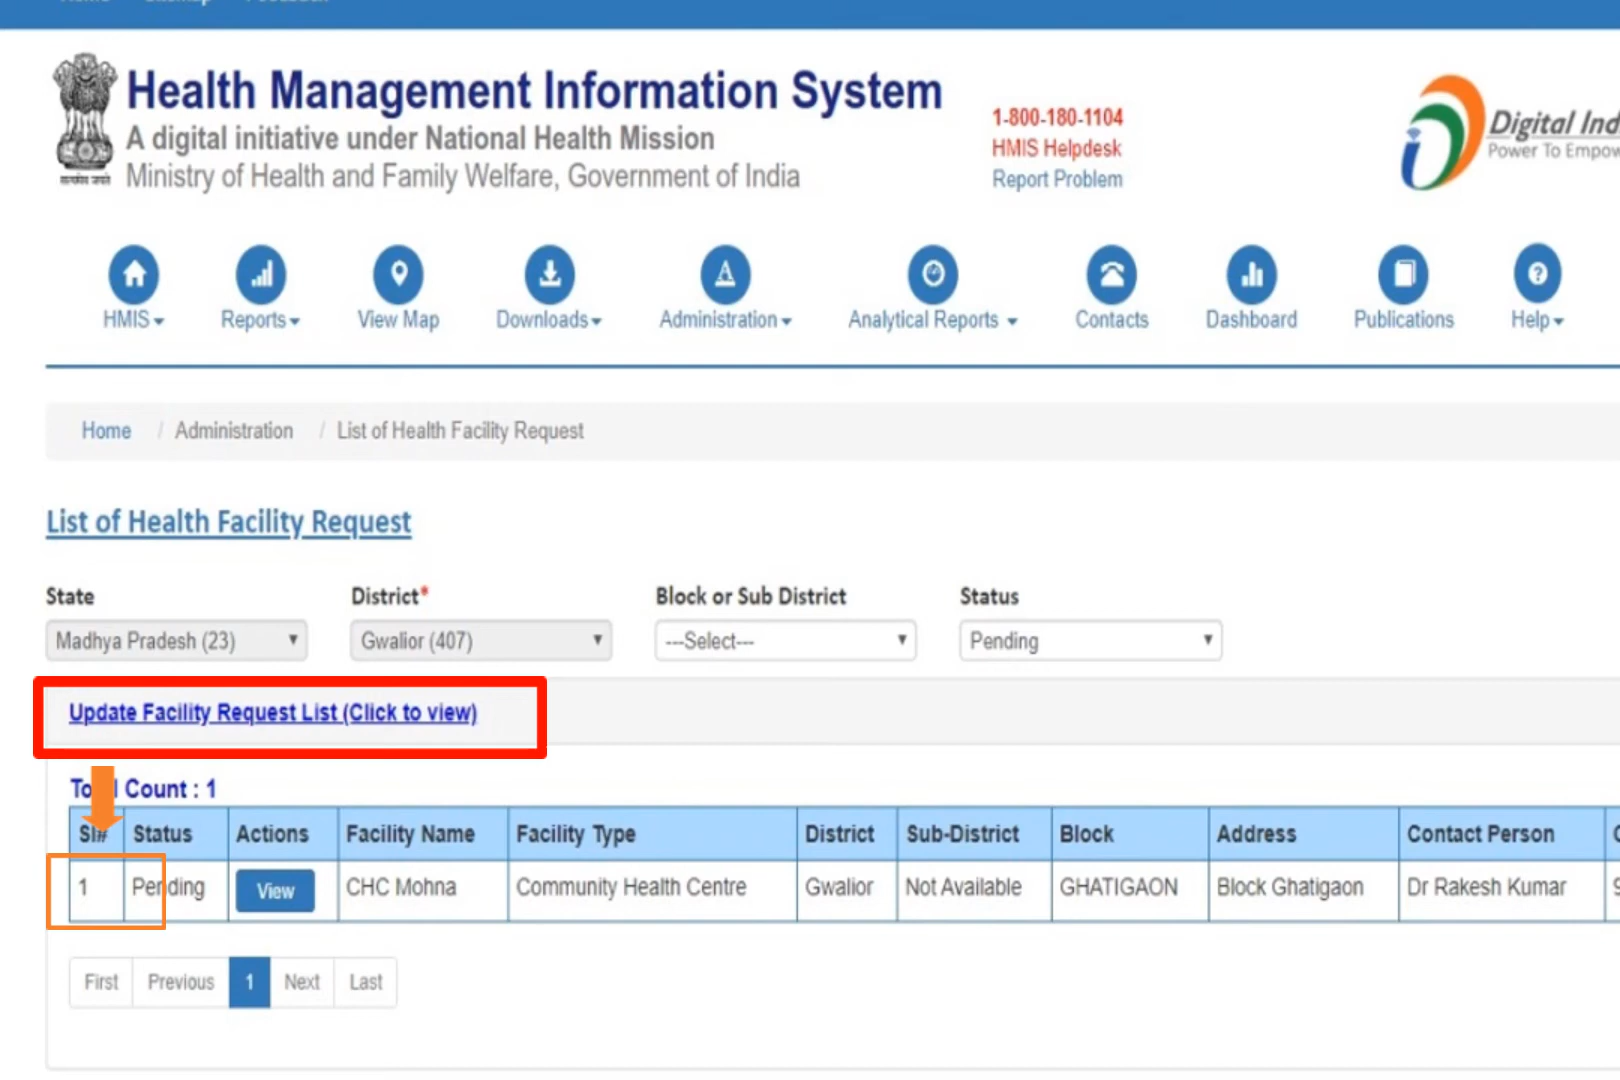 Health Management Information System
A digital initiative under National Health Mission
Ministry of Health and Family Welfare, Government of India
1-800-180-1104
HMIS Helpdesk
Report Problem
Digital Ind
Power To Empow
HMIS Reports View Map Downloads Administration Analytical Reports Contacts Dashboard Publications Help
Home / Administration / List of Health Facility Request
List of Health Facility Request
State District* Block or Sub District Status
Madhya Pradesh (23) Gwalior (407) ---Select--- Pending
Update Facility Request List (Click to view)
Count : 1
Sl# Status Actions Facility Name Facility Type District Sub-District Block Address Contact Person
1 Pending View CHC Mohna Community Health Centre Gwalior Not Available GHATIGAON Block Ghatigaon Dr Rakesh Kumar 9
First Previous 1 Next Last